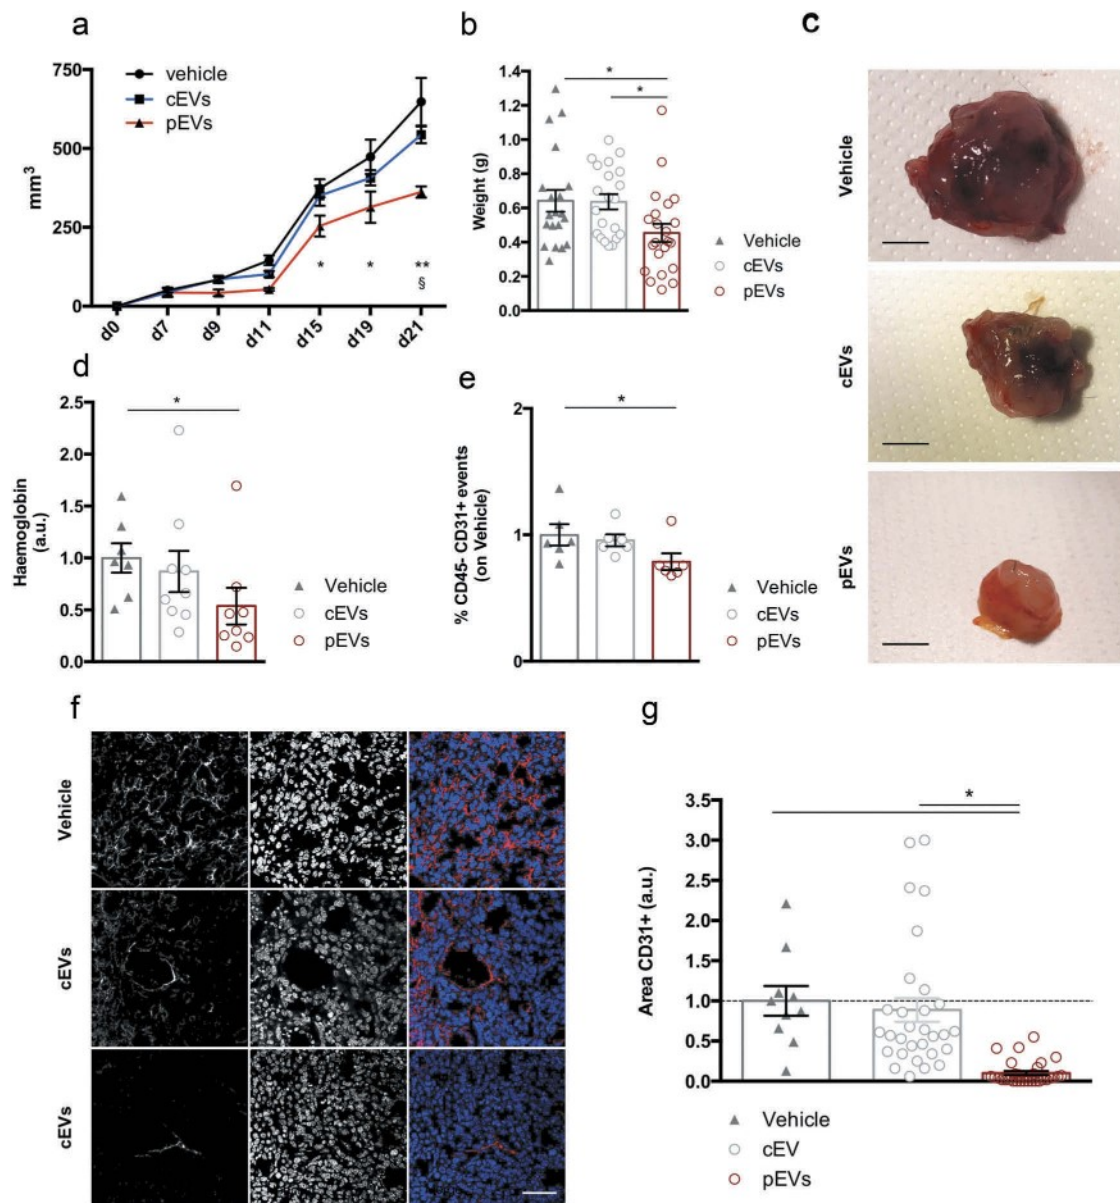 a
750
500
250
0
mm³
vehicle
cEVs
pEVs
* * **
§
d0 d7 d9 d11 d15 d19 d21
b
1.4
1.2
1.0
0.8
0.6
0.4
0.2
0.0
Weight (g)
*
*
Vehicle
cEVs
pEVs
c
Vehicle
cEVs
pEVs
d
2.5
2.0
1.5
1.0
0.5
0.0
Haemoglobin
(a.u.)
*
Vehicle
cEVs
pEVs
e
2
1
0
% CD45- CD31+ events
(on Vehicle)
*
Vehicle
cEVs
pEVs
f
Vehicle
cEVs
cEVs
g
3.5
3.0
2.5
2.0
1.5
1.0
0.5
0.0
Area CD31+ (a.u.)
*
Vehicle
cEV
pEVs